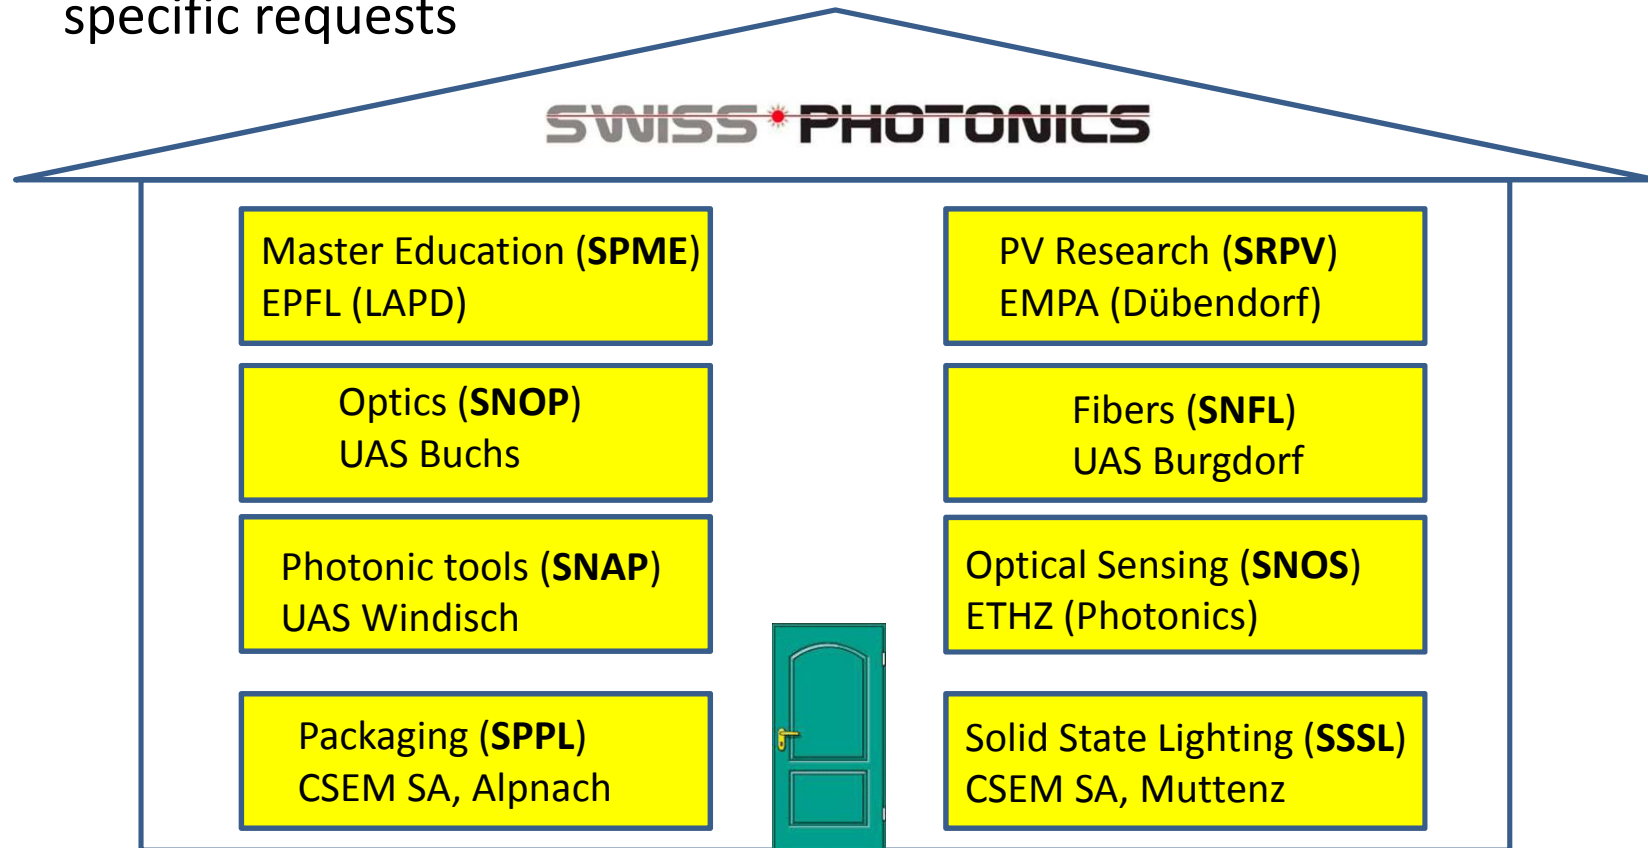 specific requests
SWISS*PHOTONICS
Master Education (SPME)
EPFL (LAPD)
PV Research (SRPV)
EMPA (Dübendorf)
Optics (SNOP)
UAS Buchs
Fibers (SNFL)
UAS Burgdorf
Photonic tools (SNAP)
UAS Windisch
Optical Sensing (SNOS)
ETHZ (Photonics)
Packaging (SPPL)
CSEM SA, Alpnach
Solid State Lighting (SSSL)
CSEM SA, Muttenz